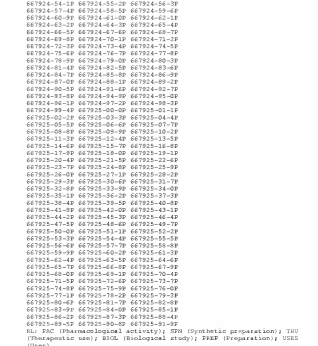 667924-54-1P 667924-55-2P 667924-56-3P
667924-57-4P 667924-58-5P 667924-59-6P
667924-60-9P 667924-61-0P 667924-62-1P
667924-63-2P 667924-64-3P 667924-65-4P
667924-66-5P 667924-67-6P 667924-68-7P
667924-69-8P 667924-70-1P 667924-71-2P
667924-72-3P 667924-73-4P 667924-74-5P
667924-75-6P 667924-76-7P 667924-77-8P
667924-78-9P 667924-79-0P 667924-80-3P
667924-81-4P 667924-82-5P 667924-83-6P
667924-84-7P 667924-85-8P 667924-86-9P
667924-87-0P 667924-88-1P 667924-89-2P
667924-90-5P 667924-91-6P 667924-92-7P
667924-93-8P 667924-94-9P 667924-95-0P
667924-96-1P 667924-97-2P 667924-98-3P
667924-99-4P 667925-00-0P 667925-01-1P
667925-02-2P 667925-03-3P 667925-04-4P
667925-05-5P 667925-06-6P 667925-07-7P
667925-08-8P 667925-09-9P 667925-10-2P
667925-11-3P 667925-12-4P 667925-13-5P
667925-14-6P 667925-15-7P 667925-16-8P
667925-17-9P 667925-18-0P 667925-19-1P
667925-20-4P 667925-21-5P 667925-22-6P
667925-23-7P 667925-24-8P 667925-25-9P
667925-26-0P 667925-27-1P 667925-28-2P
667925-29-3P 667925-30-6P 667925-31-7P
667925-32-8P 667925-33-9P 667925-34-0P
667925-35-1P 667925-36-2P 667925-37-3P
667925-38-4P 667925-39-5P 667925-40-8P
667925-41-9P 667925-42-0P 667925-43-1P
667925-44-2P 667925-45-3P 667925-46-4P
667925-47-5P 667925-48-6P 667925-49-7P
667925-50-0P 667925-51-1P 667925-52-2P
667925-53-3P 667925-54-4P 667925-55-5P
667925-56-6P 667925-57-7P 667925-58-8P
667925-59-9P 667925-60-2P 667925-61-3P
667925-62-4P 667925-63-5P 667925-64-6P
667925-65-7P 667925-66-8P 667925-67-9P
667925-68-0P 667925-69-1P 667925-70-4P
667925-71-5P 667925-72-6P 667925-73-7P
667925-74-8P 667925-75-9P 667925-76-0P
667925-77-1P 667925-78-2P 667925-79-3P
667925-80-6P 667925-81-7P 667925-82-8P
667925-83-9P 667925-84-0P 667925-85-1P
667925-86-2P 667925-87-3P 667925-88-4P
667925-89-5P 667925-90-8P 667925-91-9P
RL: PAC (Pharmacological activity); SPN (Synthetic preparation); THU
(Therapeutic use); BIOL (Biological study); PREP (Preparation); USES
(Uses)